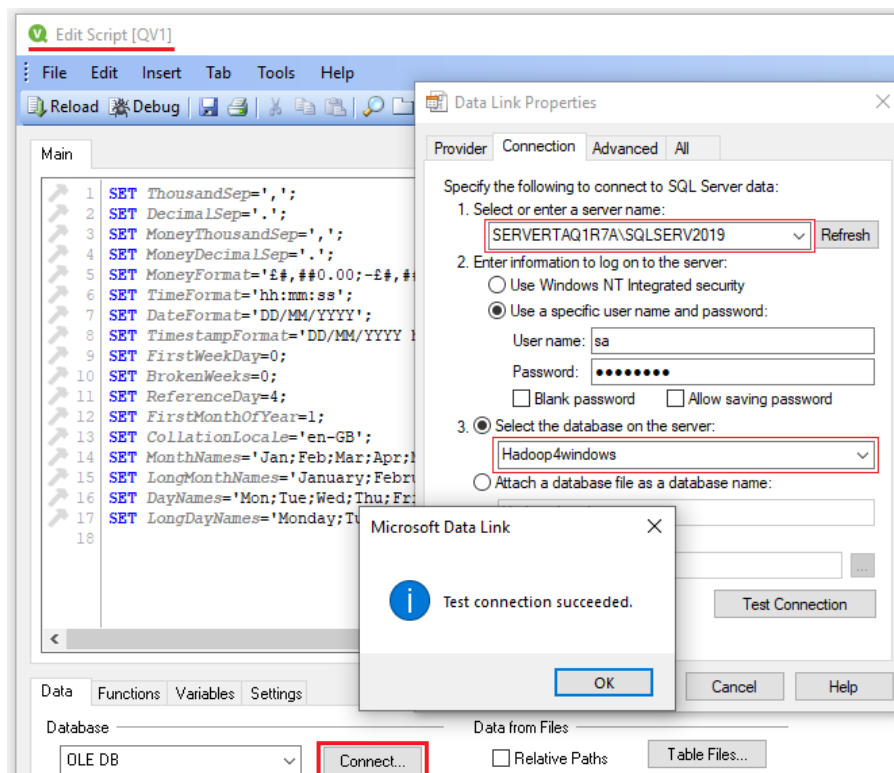 Edit Script [QV1]
File Edit Insert Tab Tools Help
Reload Debug
Main
1 SET ThousandSep=',';
2 SET DecimalSep='.';
3 SET MoneyThousandSep=',';
4 SET MoneyDecimalSep='.';
5 SET MoneyFormat='£#,##0.00;-£#,##
6 SET TimeFormat='hh:mm:ss';
7 SET DateFormat='DD/MM/YYYY';
8 SET TimestampFormat='DD/MM/YYYY
9 SET FirstWeekDay=0;
10 SET BrokenWeeks=0;
11 SET ReferenceDay=4;
12 SET FirstMonthOfYear=1;
13 SET CollationLocale='en-GB';
14 SET MonthNames='Jan;Feb;Mar;Apr;
15 SET LongMonthNames='January;Febru
16 SET DayNames='Mon;Tue;Wed;Thu;Fri
17 SET LongDayNames='Monday;Tu
18
Data Link Properties
Provider Connection Advanced All
Specify the following to connect to SQL Server data:
1. Select or enter a server name:
SERVERTAQ1R7A\SQLSERV2019 Refresh
2. Enter information to log on to the server:
Use Windows NT Integrated security
Use a specific user name and password:
User name: sa
Password: ●●●●●●●●
Blank password Allow saving password
3. Select the database on the server:
Hadoop4windows
Attach a database file as a database name:
...
Test Connection
Cancel Help
Microsoft Data Link
Test connection succeeded.
OK
Data Functions Variables Settings
Database
OLE DB Connect...
Data from Files
Relative Paths Table Files...